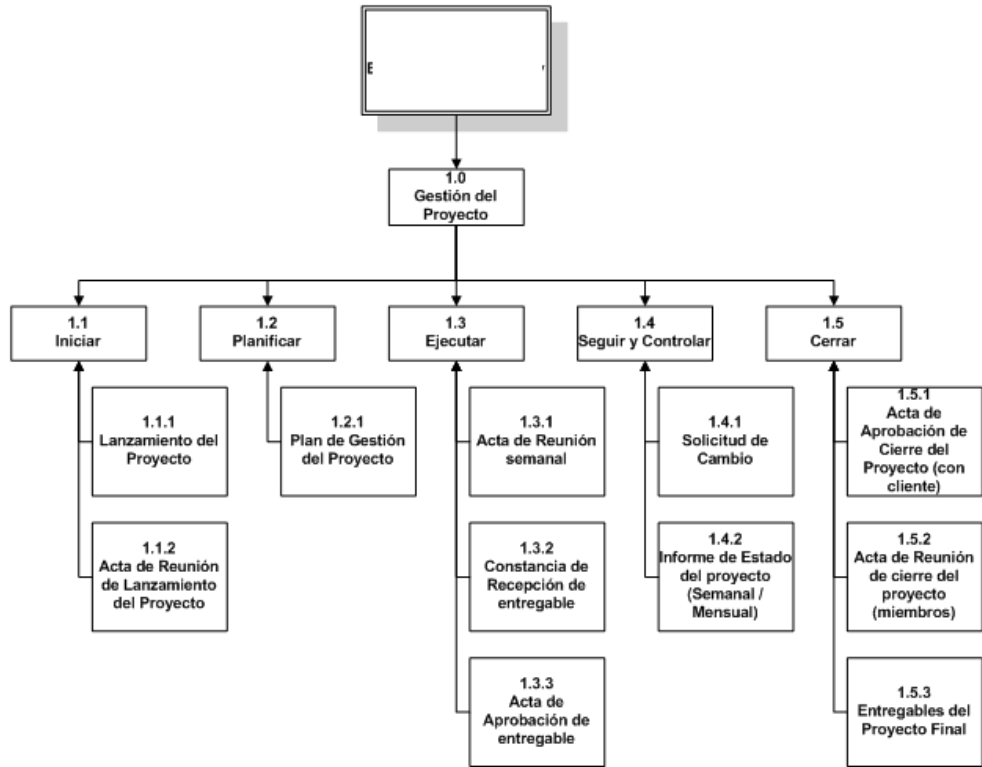 1.0
Gestión del
Proyecto
1.1
Iniciar
1.2
Planificar
1.3
Ejecutar
1.4
Seguir y Controlar
1.5
Cerrar
1.1.1
Lanzamiento del
Proyecto
1.2.1
Plan de Gestión
del Proyecto
1.3.1
Acta de Reunión
semanal
1.4.1
Solicitud de
Cambio
1.5.1
Acta de
Aprobación de
Cierre del
Proyecto (con
cliente)
1.1.2
Acta de Reunión
de Lanzamiento
del Proyecto
1.3.2
Constancia de
Recepción de
entregable
1.4.2
Informe de Estado
del proyecto
(Semanal /
Mensual)
1.5.2
Acta de Reunión
de cierre del
proyecto
(miembros)
1.3.3
Acta de
Aprobación de
entregable
1.5.3
Entregables del
Proyecto Final